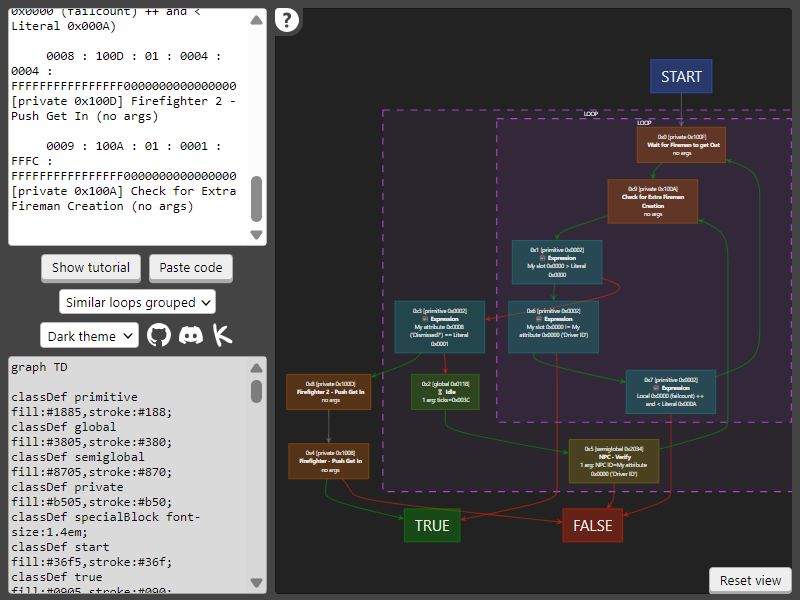 0x0000 (failcount) ++ and <
Literal 0x000A)
0008 : 100D : 01 : 0004 :
0004 :
FFFFFFFFFFFFFFFF0000000000000000
[private 0x100D] Firefighter 2 -
Push Get In (no args)
0009 : 100A : 01 : 0001 :
FFFC :
FFFFFFFFFFFFFFFF0000000000000000
[private 0x100A] Check for Extra
Fireman Creation (no args)
Show tutorial
Paste code
Similar loops grouped
Dark theme
graph TD
classDef primitive
fill:#1885,stroke:#188;
classDef global
fill:#3805,stroke:#380;
classDef semiglobal
fill:#8705,stroke:#870;
classDef private
fill:#b505,stroke:#b50;
classDef specialBlock font-
size:1.4em;
classDef start
fill:#36f5,stroke:#36f;
classDef true
fill:#0905,stroke:#090;
?
START
LOOP
LOOP
0x0 [private 0x100F]
Wait for Fireman to get Out
no args
0x9 [private 0x100A]
Check for Extra Fireman
Creation
no args
0x1 [primitive 0x0002]
Expression
My slot 0x0000 > Literal
0x0000
0x3 [primitive 0x0002]
Expression
My attribute 0x0008
('Dismissed?') == Literal
0x0001
0x6 [primitive 0x0002]
Expression
My slot 0x0000 != My
attribute 0x0000 ('Driver ID')
0x8 [private 0x100D]
Firefighter 2 - Push Get In
no args
0x2 [global 0x0118]
Idle
1 arg: ticks=0x003C
0x7 [primitive 0x0002]
Expression
Local 0x0000 (failcount) ++
and < Literal 0x000A
0x4 [private 0x100B]
Firefighter - Push Get In
no args
0x5 [semiglobal 0x2034]
NPC - Verify
1 arg: NPC ID=My attribute
0x0000 ('Driver ID')
TRUE
FALSE
Reset view